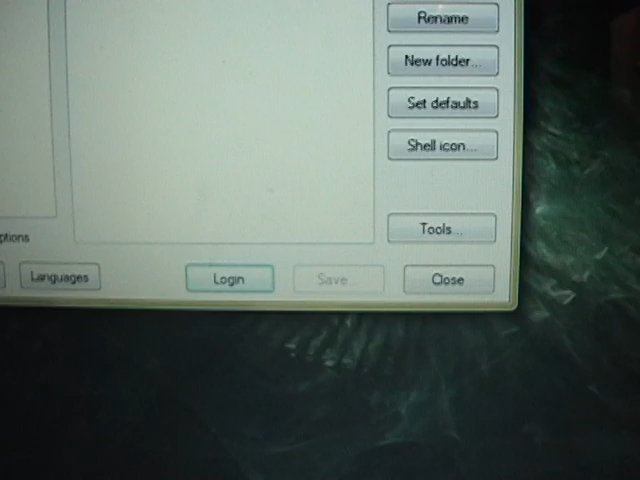 Rename
New folder...
Set defaults
Shell icon...
Tools...
ptions
Languages
Login
Save
Close